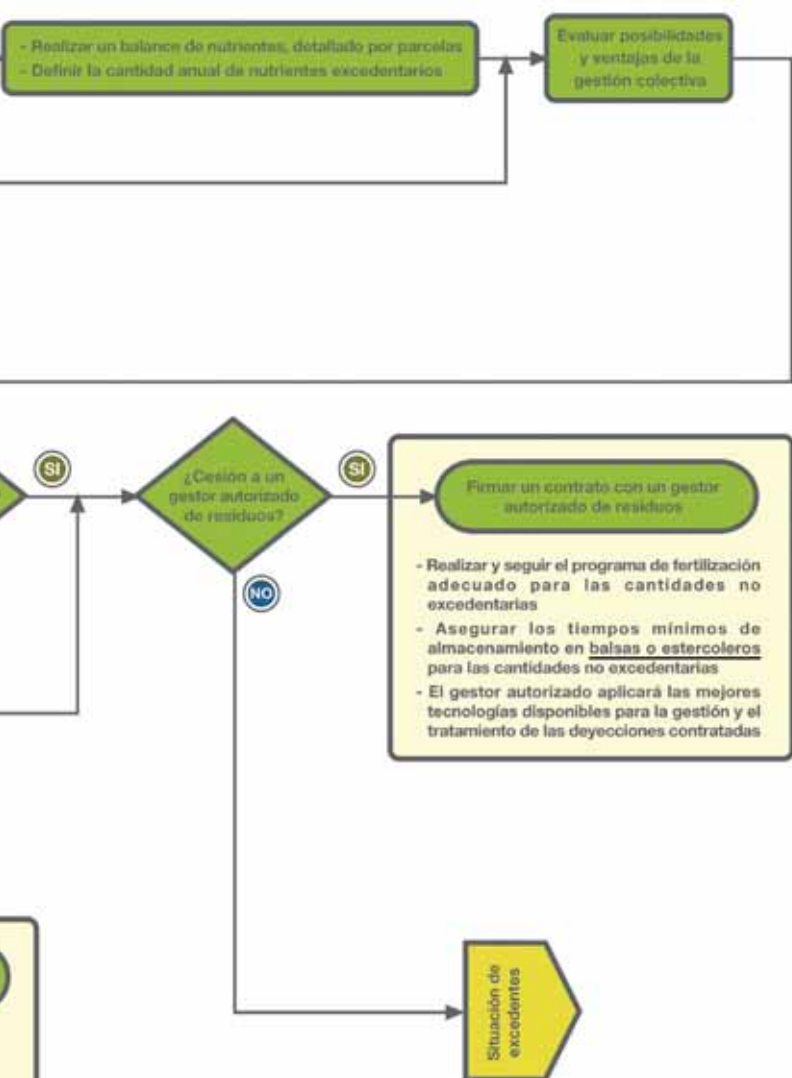 - Realizar un balance de nutrientes, detallado por parcelas
- Definir la cantidad anual de nutrientes excedentarios
Evaluar posibilidades
y ventajas de la
gestión colectiva
SI
¿Cesión a un
gestor autorizado
de residuos?
SI
NO
Firmar un contrato con un gestor
autorizado de residuos
- Realizar y seguir el programa de fertilización
adecuado para las cantidades no
excedentarias
- Asegurar los tiempos mínimos de
almacenamiento en balsas o estercoleros
para las cantidades no excedentarias
- El gestor autorizado aplicará las mejores
tecnologías disponibles para la gestión y el
tratamiento de las deyecciones contratadas
Situación de
excedentes